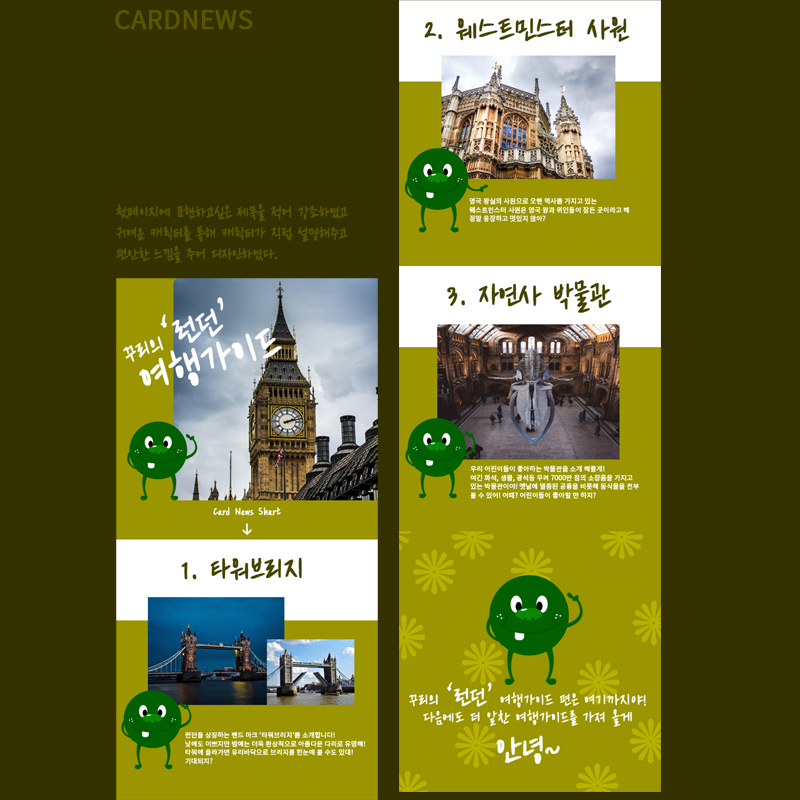 CARDNEWS
첫페이지에 표현하고싶은 제목을 적어 강조하였고
귀여운 캐릭터를 통해 캐릭터가 직접 설명해주고
편안한 느낌을 주어 디자인하였다.
꾸리의 '런던'
여행가이드
Card News Shart
↓
1. 타워브리지
런던을 상징하는 랜드 마크 '타워브리지'를 소개합니다!
낮에도 이쁘지만 밤에는 더욱 환상적으로 아름다운 다리로 유명해!
타워에 올라가면 유리바닥으로 브리지를 한눈에 볼 수도 있대!
기대되지?
2. 웨스트민스터 사원
영국 왕실의 사원으로 오랜 역사를 가지고 있는
웨스트민스터 사원은 영국 왕과 위인들이 잠든 곳이라고 해
정말 웅장하고 멋있지 않아?
3. 자연사 박물관
우리 어린이들이 좋아하는 박물관을 소개 해줄게!
여긴 화석, 생물, 광석등 무려 7000만 점의 소장품을 가지고
있는 박물관이야! 옛날에 멸종된 공룡을 비롯해 동식물을 전부
볼 수 있어! 어때? 어린이들이 좋아할 만 하지?
꾸리의 '런던' 여행가이드 편은 여기까지야!
다음에도 더 알찬 여행가이드를 가져 올게
안녕~